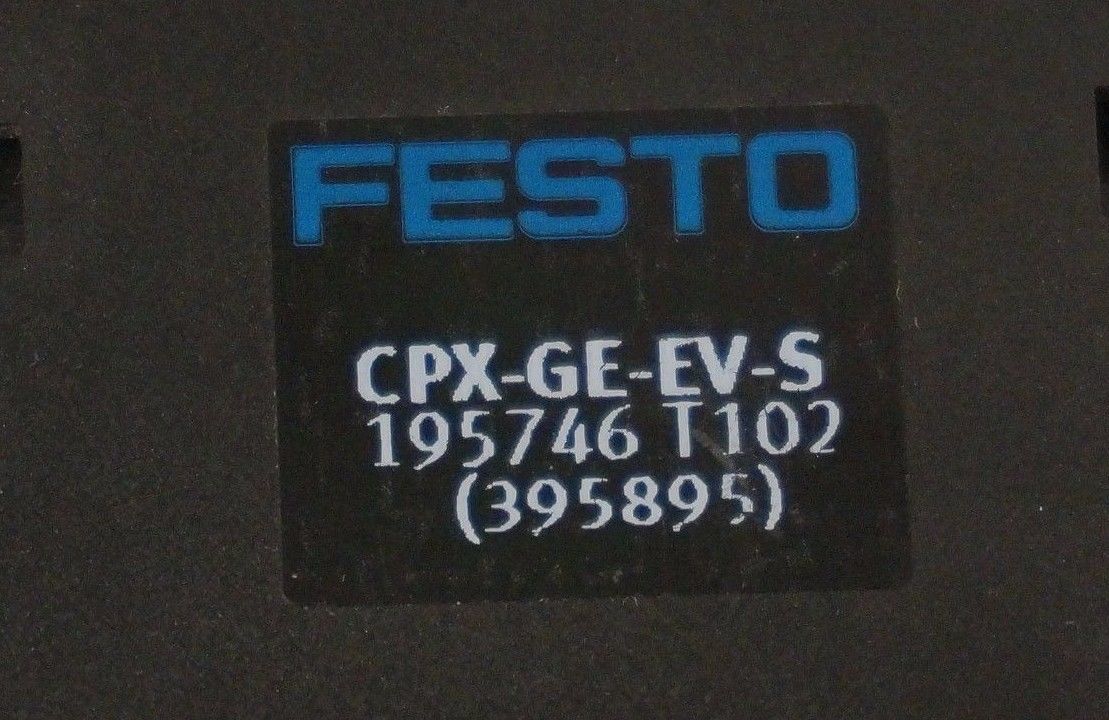 FESTO
CPX-GE-EV-S
195746 T102
(395895)